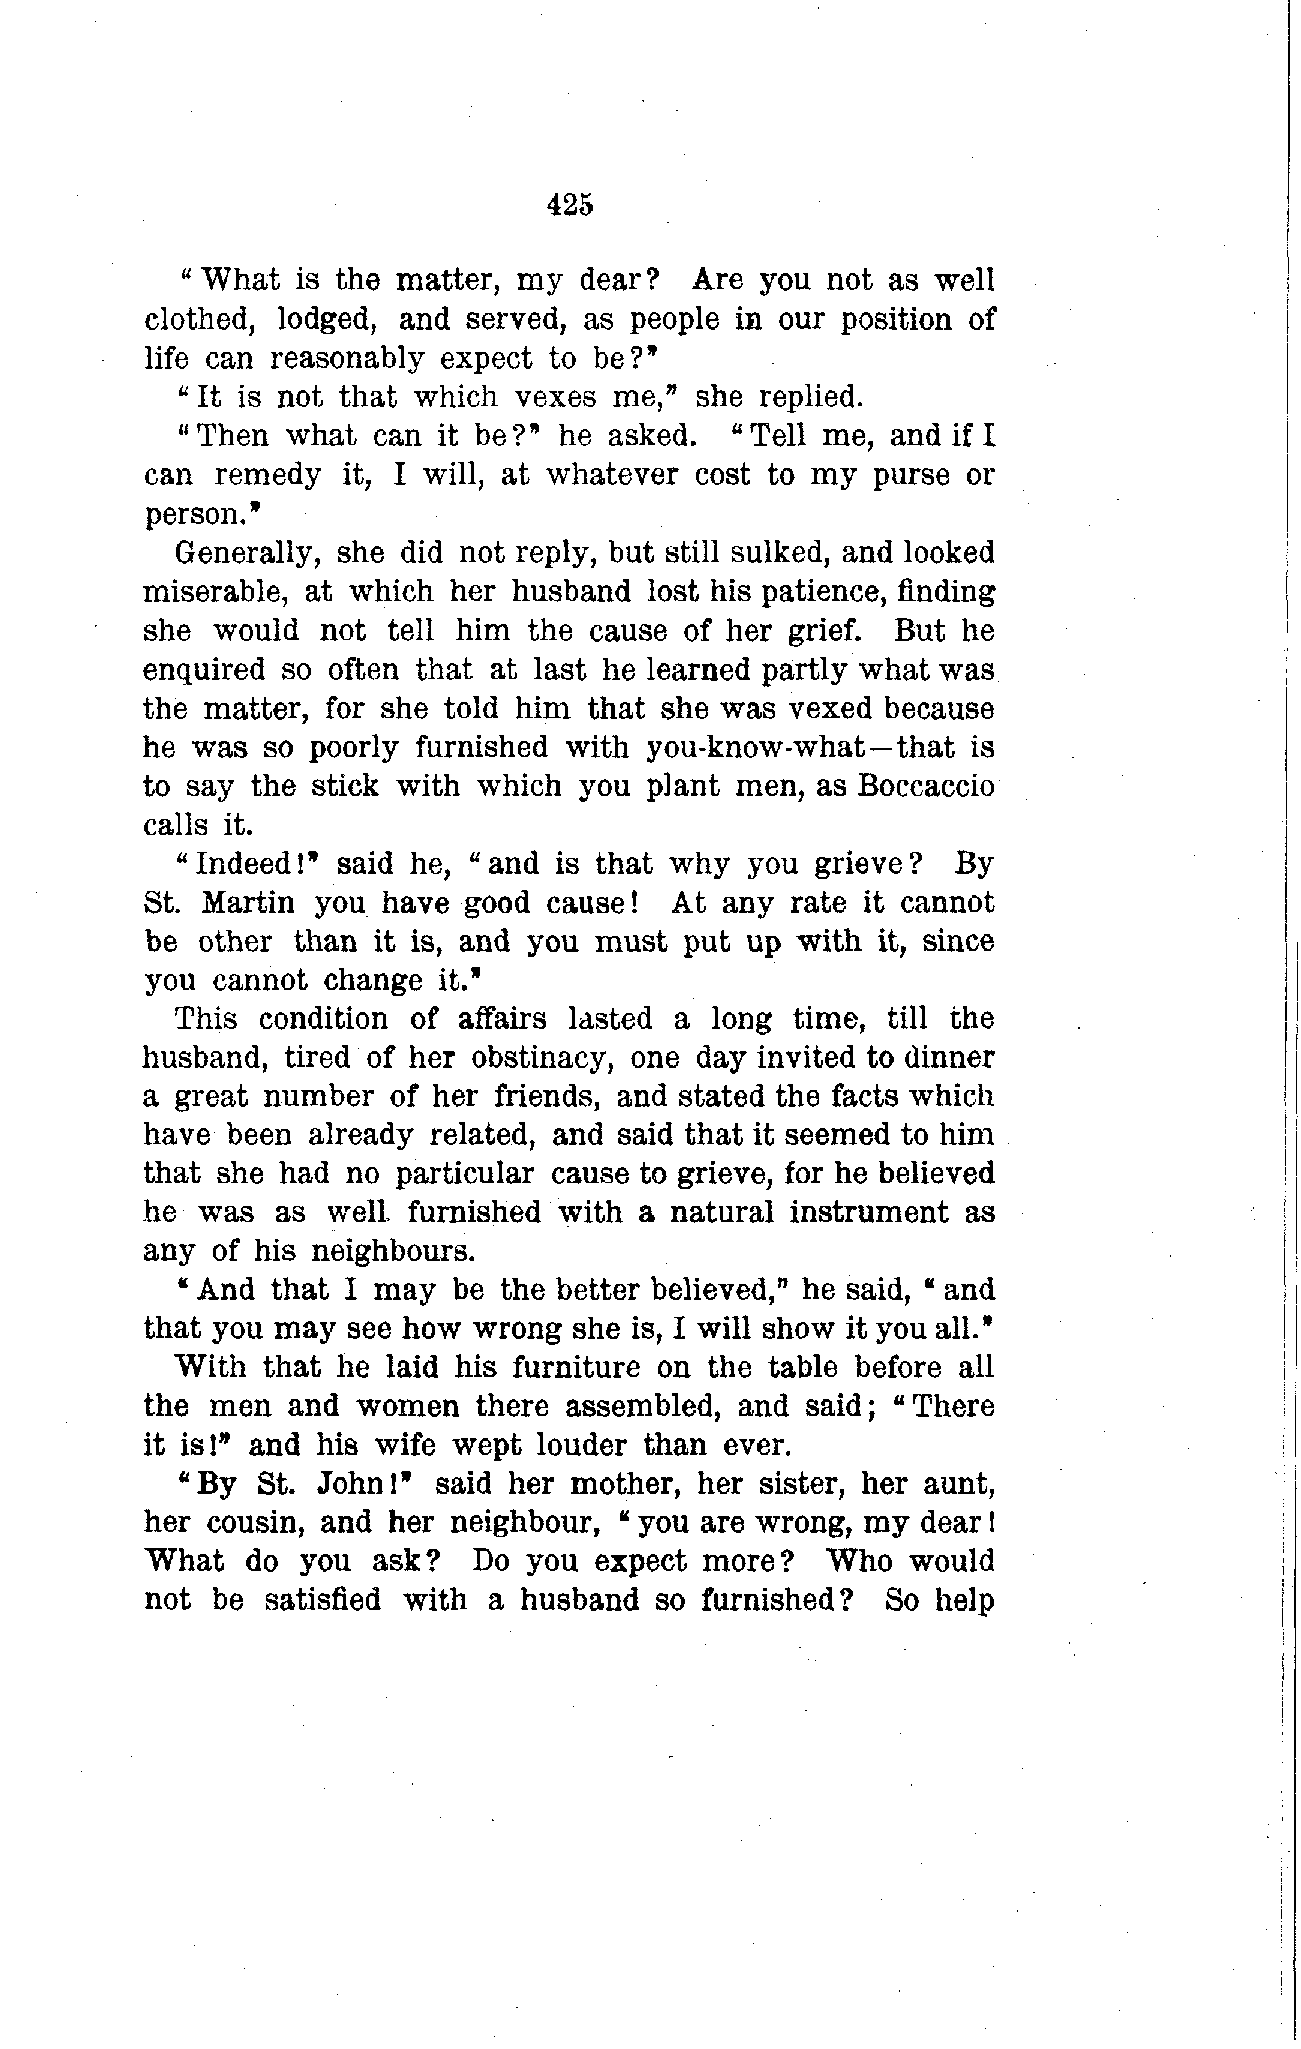 425
“What is the matter, my dear? Are you not as well
clothed, lodged, and served, as people in our position of
life can reasonably expect to be?”
“It is not that which vexes me,” she replied.
“Then what can it be?” he asked. “Tell me, and if I
can remedy it, I will, at whatever cost to my purse or
person.”
Generally, she did not reply, but still sulked, and looked
miserable, at which her husband lost his patience, finding
she would not tell him the cause of her grief. But he
enquired so often that at last he learned partly what was
the matter, for she told him that she was vexed because
he was so poorly furnished with you-know-what—that is
to say the stick with which you plant men, as Boccaccio
calls it.
“Indeed!” said he, “and is that why you grieve? By
St. Martin you have good cause! At any rate it cannot
be other than it is, and you must put up with it, since
you cannot change it.”
This condition of affairs lasted a long time, till the
husband, tired of her obstinacy, one day invited to dinner
a great number of her friends, and stated the facts which
have been already related, and said that it seemed to him
that she had no particular cause to grieve, for he believed
he was as well furnished with a natural instrument as
any of his neighbours.
“And that I may be the better believed,” he said, “and
that you may see how wrong she is, I will show it you all.”
With that he laid his furniture on the table before all
the men and women there assembled, and said; “There
it is!” and his wife wept louder than ever.
“By St. John!” said her mother, her sister, her aunt,
her cousin, and her neighbour, “you are wrong, my dear!
What do you ask? Do you expect more? Who would
not be satisfied with a husband so furnished? So help